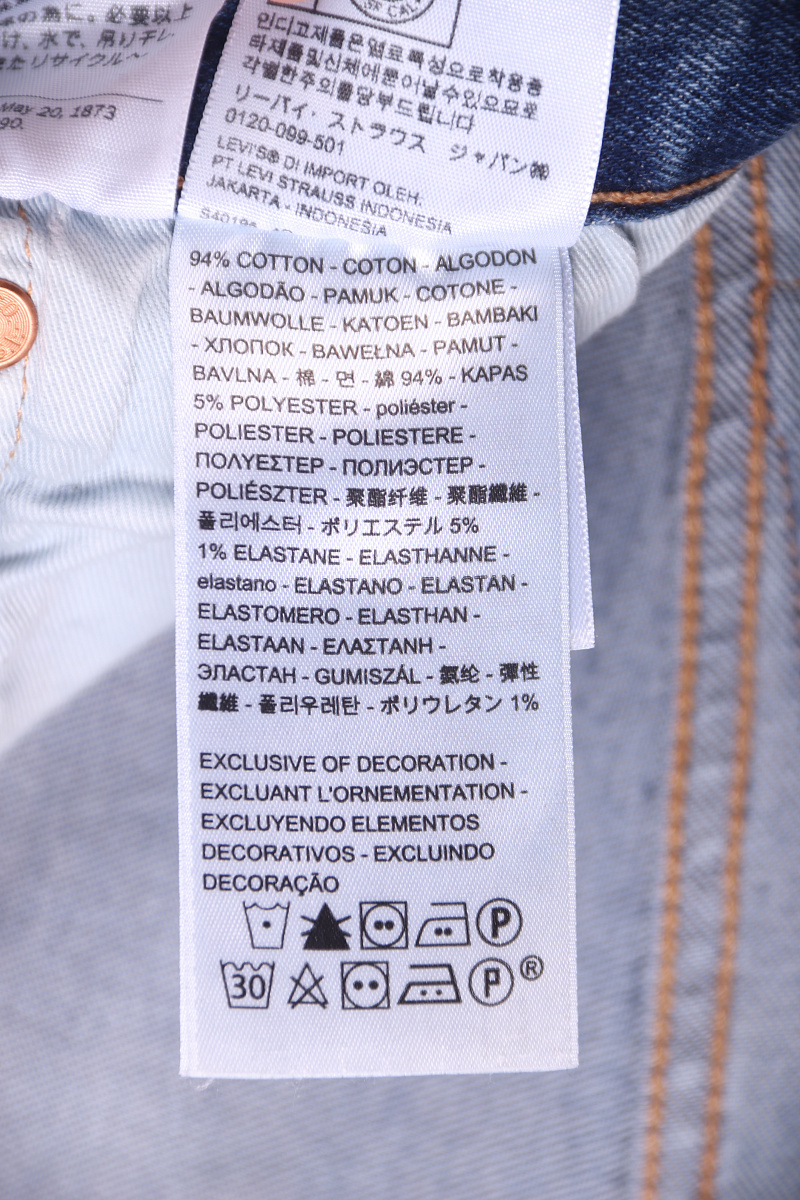 の為に。必要以上
け、水で、吊り干し
リサイクル〜
May 20, 1873
90.
인디고제품은염료특성으로착용중
타제품및신체에묻어날수있으므로
각별한주의를당부드립니다
リーバイ・ストラウス ジャパン㈱
0120-099-501
LEVI'S® DI IMPORT OLEH:
PT LEVI STRAUSS INDONESIA
JAKARTA - INDONESIA
94% COTTON - COTON - ALGODON
- ALGODÃO - PAMUK - COTONE -
BAUMWOLLE - KATOEN - BAMBAKI
- ХЛОПОК - BAWEŁNA - PAMUT -
BAVLNA - 棉 - 면 - 綿 94% - KAPAS
5% POLYESTER - poliéster -
POLIESTER - POLIESTERE -
ΠΟΛΥΕΣΤΕΡ - ПОЛИЭСТЕР -
POLIÉSZTER - 聚酯纤维 - 聚酯纖維 -
폴리에스터 - ポリエステル 5%
1% ELASTANE - ELASTHANNE -
elastano - ELASTANO - ELASTAN -
ELASTOMERO - ELASTHAN -
ELASTAAN - ΕΛΑΣΤΑΝΗ -
ЭЛАСТАН - GUMISZÁL - 氨纶 - 彈性
纖維 - 폴리우레탄 - ポリウレタン 1%
EXCLUSIVE OF DECORATION -
EXCLUANT L'ORNEMENTATION -
EXCLUYENDO ELEMENTOS
DECORATIVOS - EXCLUINDO
DECORAÇÃO
P
30 P ®